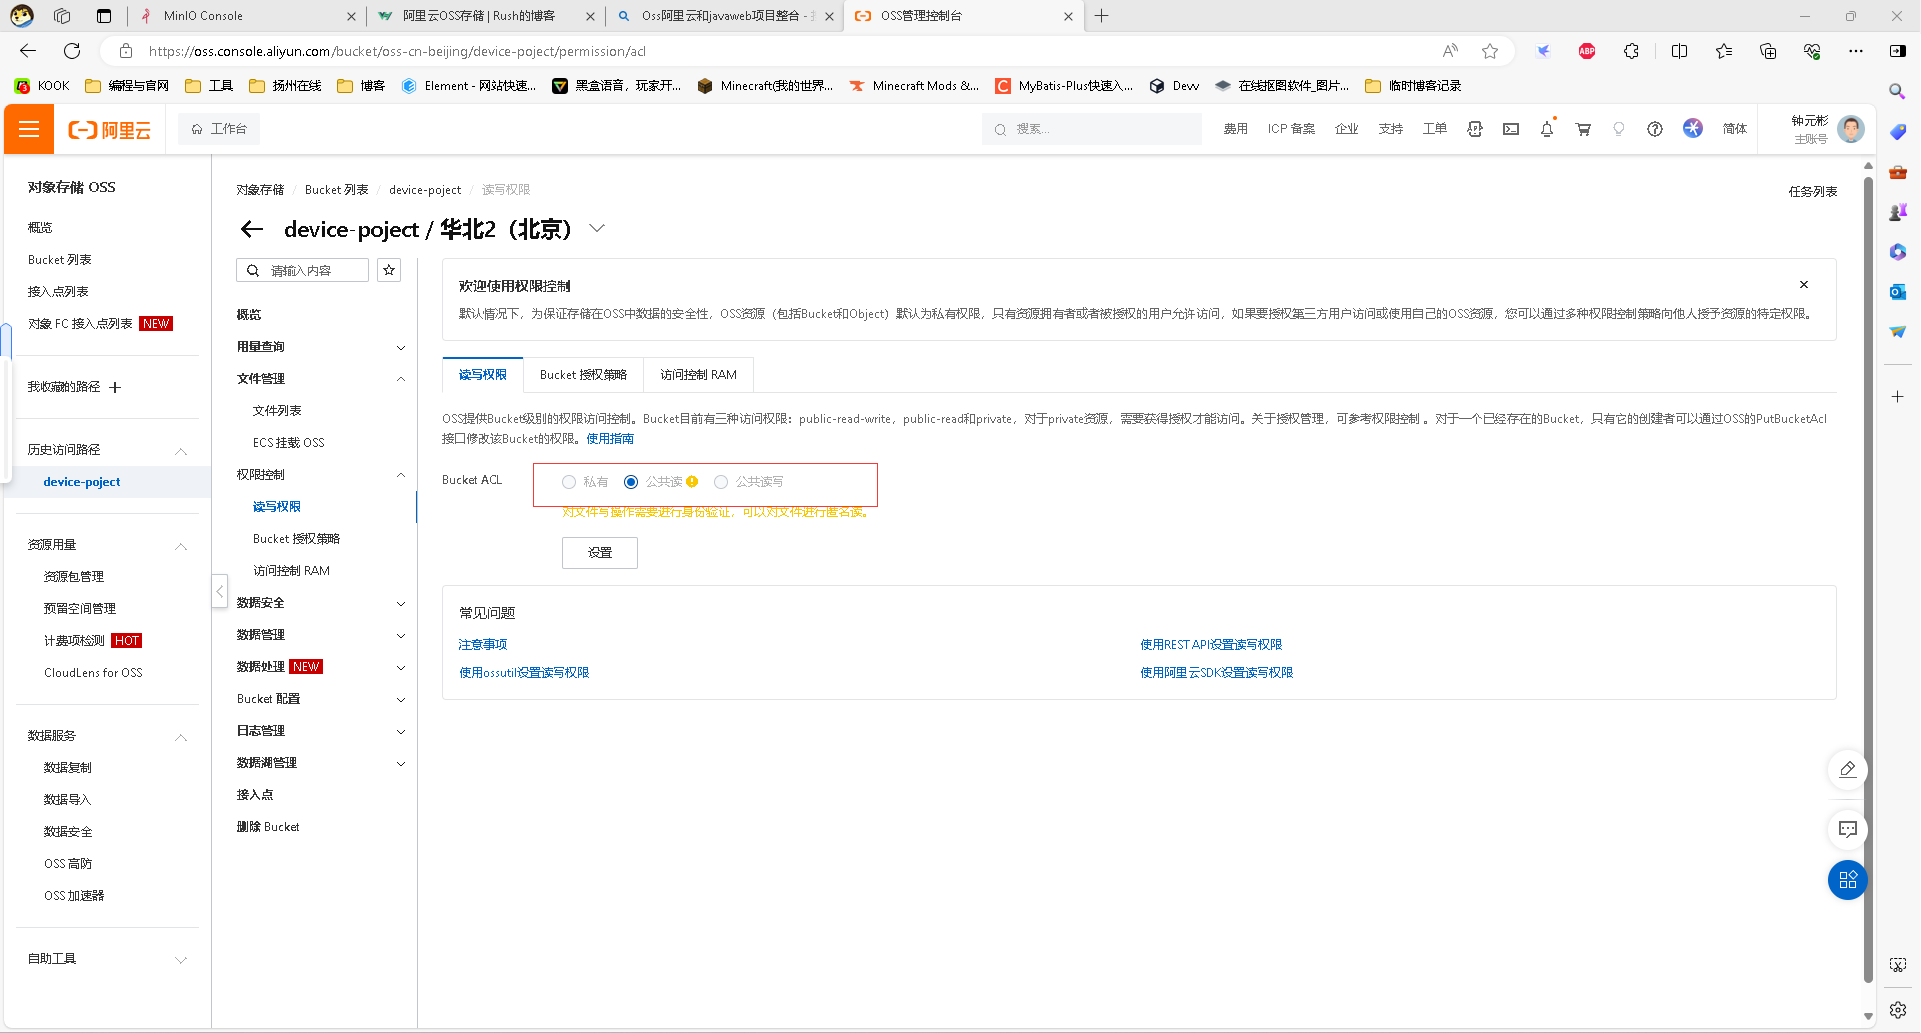 MinIO Console
阿里云OSS存储 | Rush的博客
Oss阿里云和javaweb项目整合 -
OSS管理控制台
https://oss.console.aliyun.com/bucket/oss-cn-beijing/device-poject/permission/acl
ABP
KOOK
编程与官网
工具
扬州在线
博客
Element - 网站快速...
黑盒语音，玩家开...
Minecraft(我的世界...
Minecraft Mods &...
MyBatis-Plus快速入...
Devv
在线抠图软件_图片...
临时博客记录
阿里云
工作台
搜索...
费用
ICP 备案
企业
支持
工单
简体
钟元彬
主账号
对象存储 OSS
概览
Bucket 列表
接入点列表
对象 FC 接入点列表 NEW
我收藏的路径
历史访问路径
device-poject
资源用量
资源包管理
预留空间管理
计费项检测 HOT
CloudLens for OSS
数据服务
数据复制
数据导入
数据安全
OSS 高防
OSS 加速器
自助工具
对象存储 / Bucket 列表 / device-poject / 读写权限
任务列表
device-poject / 华北2（北京）
请输入内容
概览
用量查询
文件管理
文件列表
ECS 挂载 OSS
权限控制
读写权限
Bucket 授权策略
访问控制 RAM
数据安全
数据管理
数据处理 NEW
Bucket 配置
日志管理
数据湖管理
接入点
删除 Bucket
欢迎使用权限控制
默认情况下，为保证存储在OSS中数据的安全性，OSS资源（包括Bucket和Object）默认为私有权限，只有资源拥有者或者被授权的用户允许访问，如果要授权第三方用户访问或使用自己的OSS资源，您可以通过多种权限控制策略向他人授予资源的特定权限。
读写权限
Bucket 授权策略
访问控制 RAM
OSS提供Bucket级别的权限访问控制。Bucket目前有三种访问权限：public-read-write，public-read和private，对于private资源，需要获得授权才能访问。关于授权管理，可参考权限控制 。对于一个已经存在的Bucket，只有它的创建者可以通过OSS的PutBucketAcl
接口修改该Bucket的权限。使用指南
Bucket ACL
私有
公共读
公共读写
对文件写操作需要进行身份验证，可以对文件进行匿名读。
设置
常见问题
注意事项
使用REST API设置读写权限
使用ossutil设置读写权限
使用阿里云SDK设置读写权限